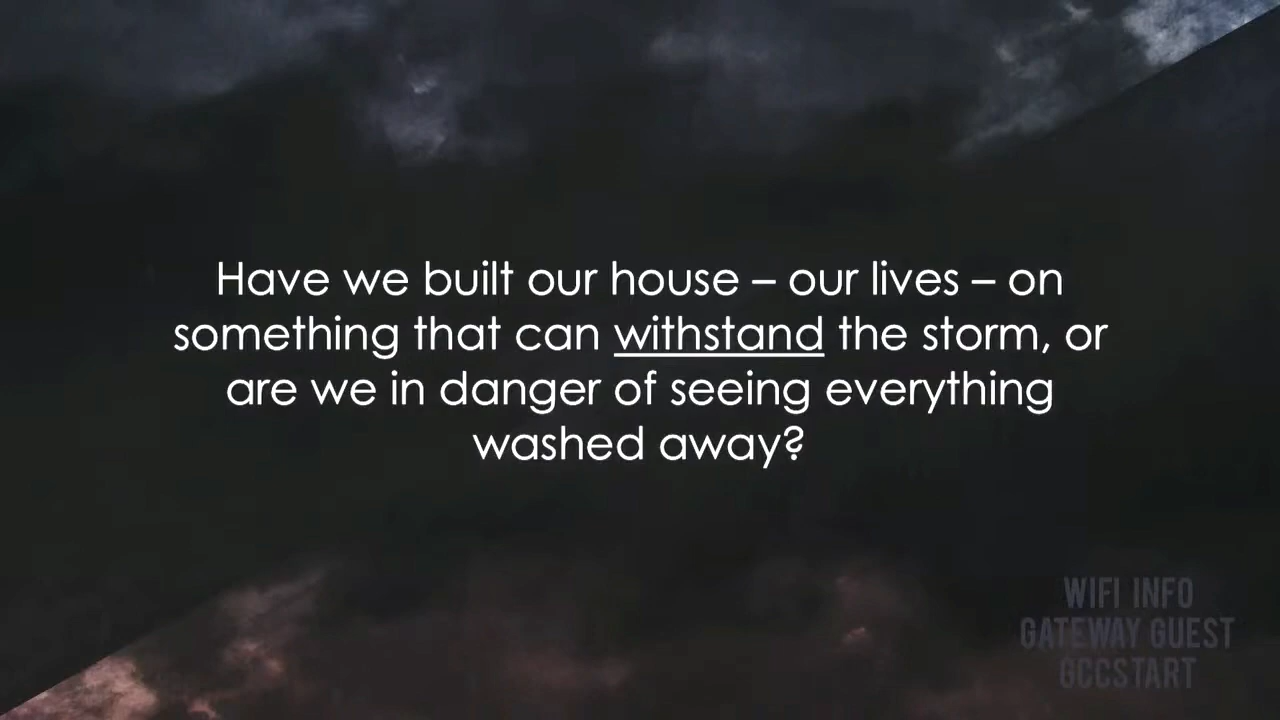 Have we built our house – our lives – on
something that can withstand the storm, or
are we in danger of seeing everything
washed away?
WIFI INFO
GATEWAY GUEST
GCCSTART